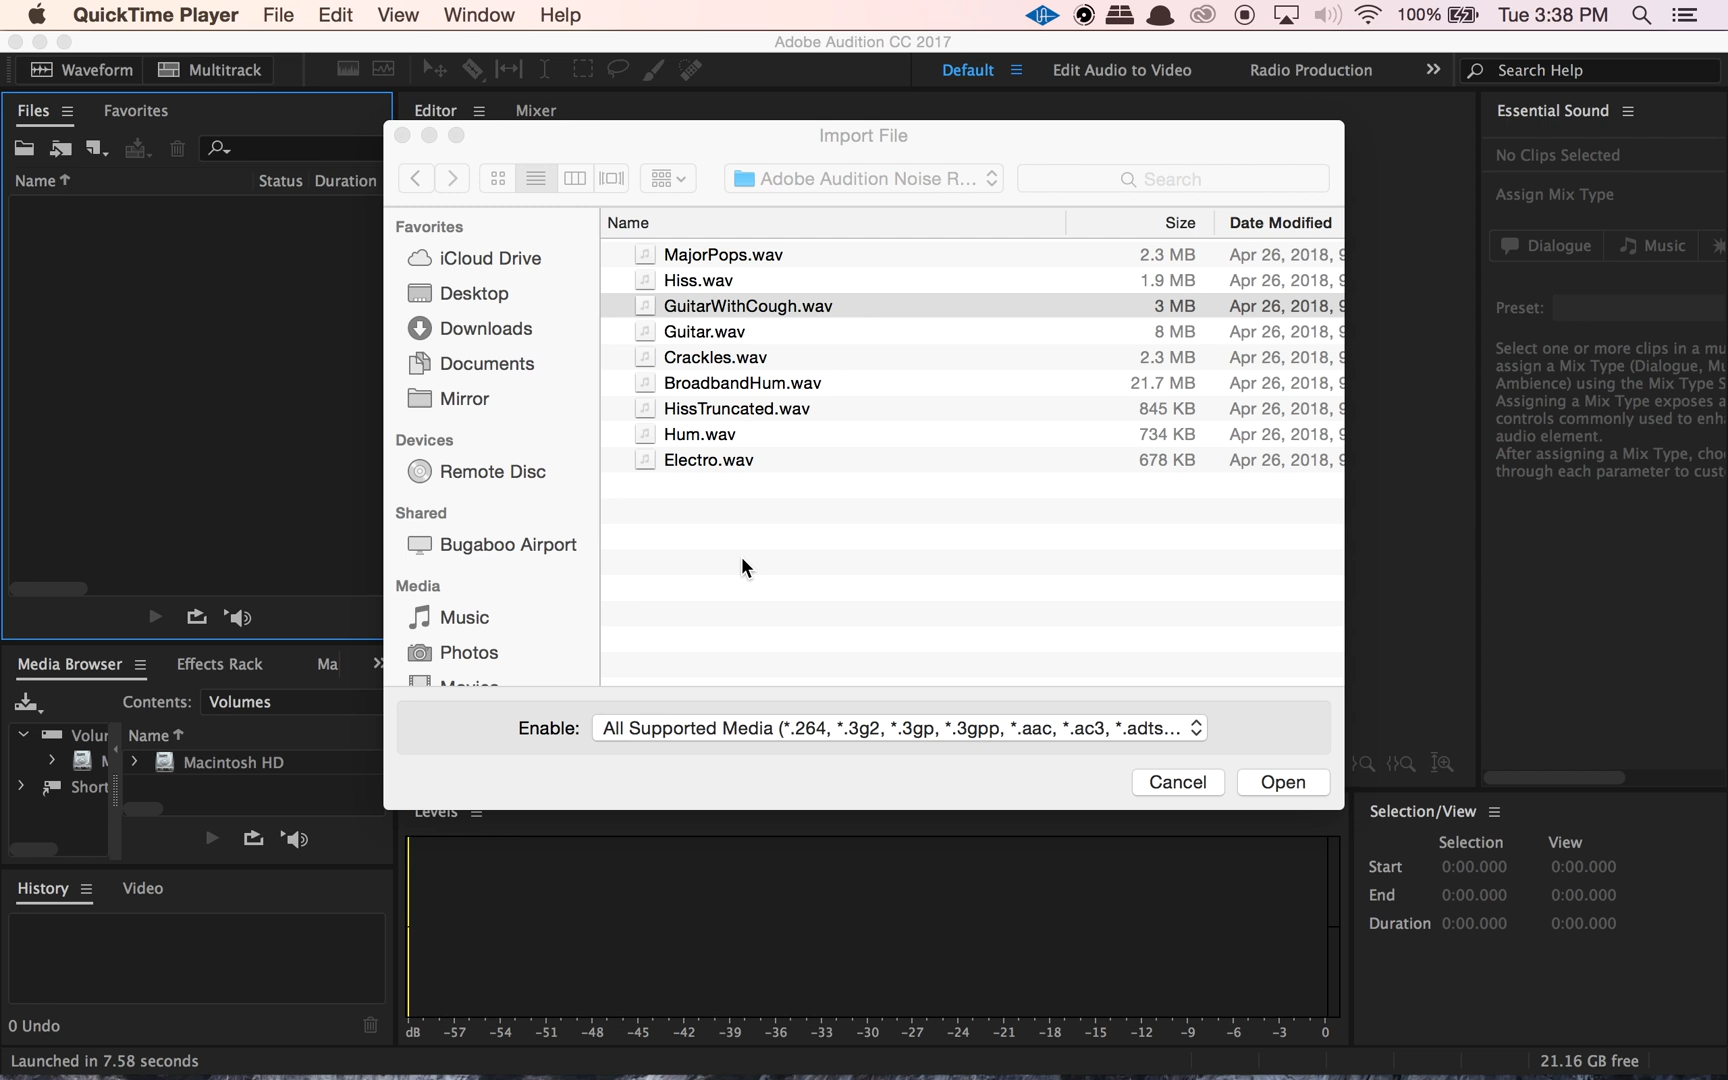 QuickTime Player File Edit View Window Help 100% Tue 3:38 PM
Adobe Audition CC 2017
Waveform Multitrack Default Edit Audio to Video Radio Production Search Help
Files Favorites Editor Mixer Essential Sound
Name Status Duration
Import File
Adobe Audition Noise R... Search
Favorites
iCloud Drive
Desktop
Downloads
Documents
Mirror
Devices
Remote Disc
Shared
Bugaboo Airport
Media
Music
Photos
Name Size Date Modified
MajorPops.wav 2.3 MB Apr 26, 2018, 9
Hiss.wav 1.9 MB Apr 26, 2018, 9
GuitarWithCough.wav 3 MB Apr 26, 2018, 9
Guitar.wav 8 MB Apr 26, 2018, 9
Crackles.wav 2.3 MB Apr 26, 2018, 9
BroadbandHum.wav 21.7 MB Apr 26, 2018, 9
HissTruncated.wav 845 KB Apr 26, 2018, 9
Hum.wav 734 KB Apr 26, 2018, 9
Electro.wav 678 KB Apr 26, 2018, 9
Enable: All Supported Media (*.264, *.3g2, *.3gp, *.3gpp, *.aac, *.ac3, *.adts...
Cancel Open
No Clips Selected
Assign Mix Type
Dialogue Music
Preset:
Select one or more clips in a mu
assign a Mix Type (Dialogue, Mu
Ambience) using the Mix Type S
Assigning a Mix Type exposes a
controls commonly used to enh
audio element.
After assigning a Mix Type, cho
through each parameter to cust
Media Browser Effects Rack Ma
Contents: Volumes
Volur Name
M Macintosh HD
Short
History Video
0 Undo
Levels
dB -57 -54 -51 -48 -45 -42 -39 -36 -33 -30 -27 -24 -21 -18 -15 -12 -9 -6 -3 0
Selection/View
Selection View
Start 0:00.000 0:00.000
End 0:00.000 0:00.000
Duration 0:00.000 0:00.000
Launched in 7.58 seconds 21.16 GB free